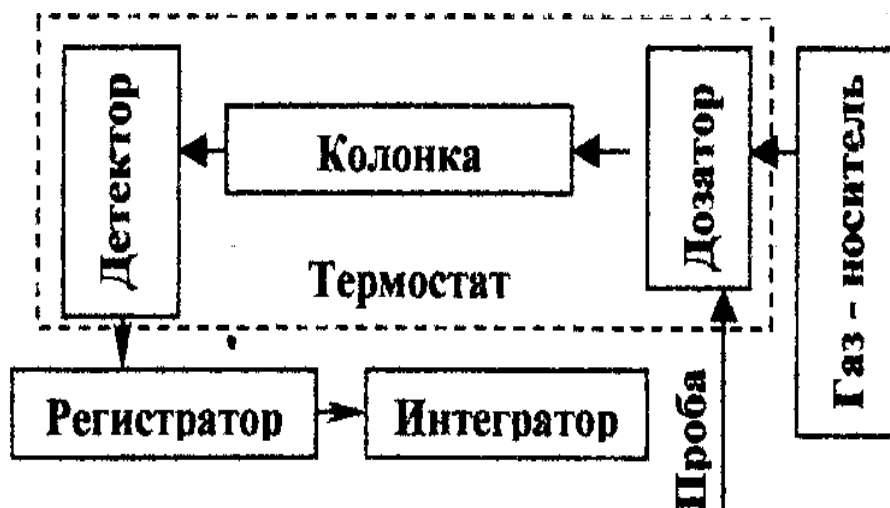 Детектор
Колонка
Дозатор
Газ - носитель
Термостат
Регистратор
Интегратор
Проба